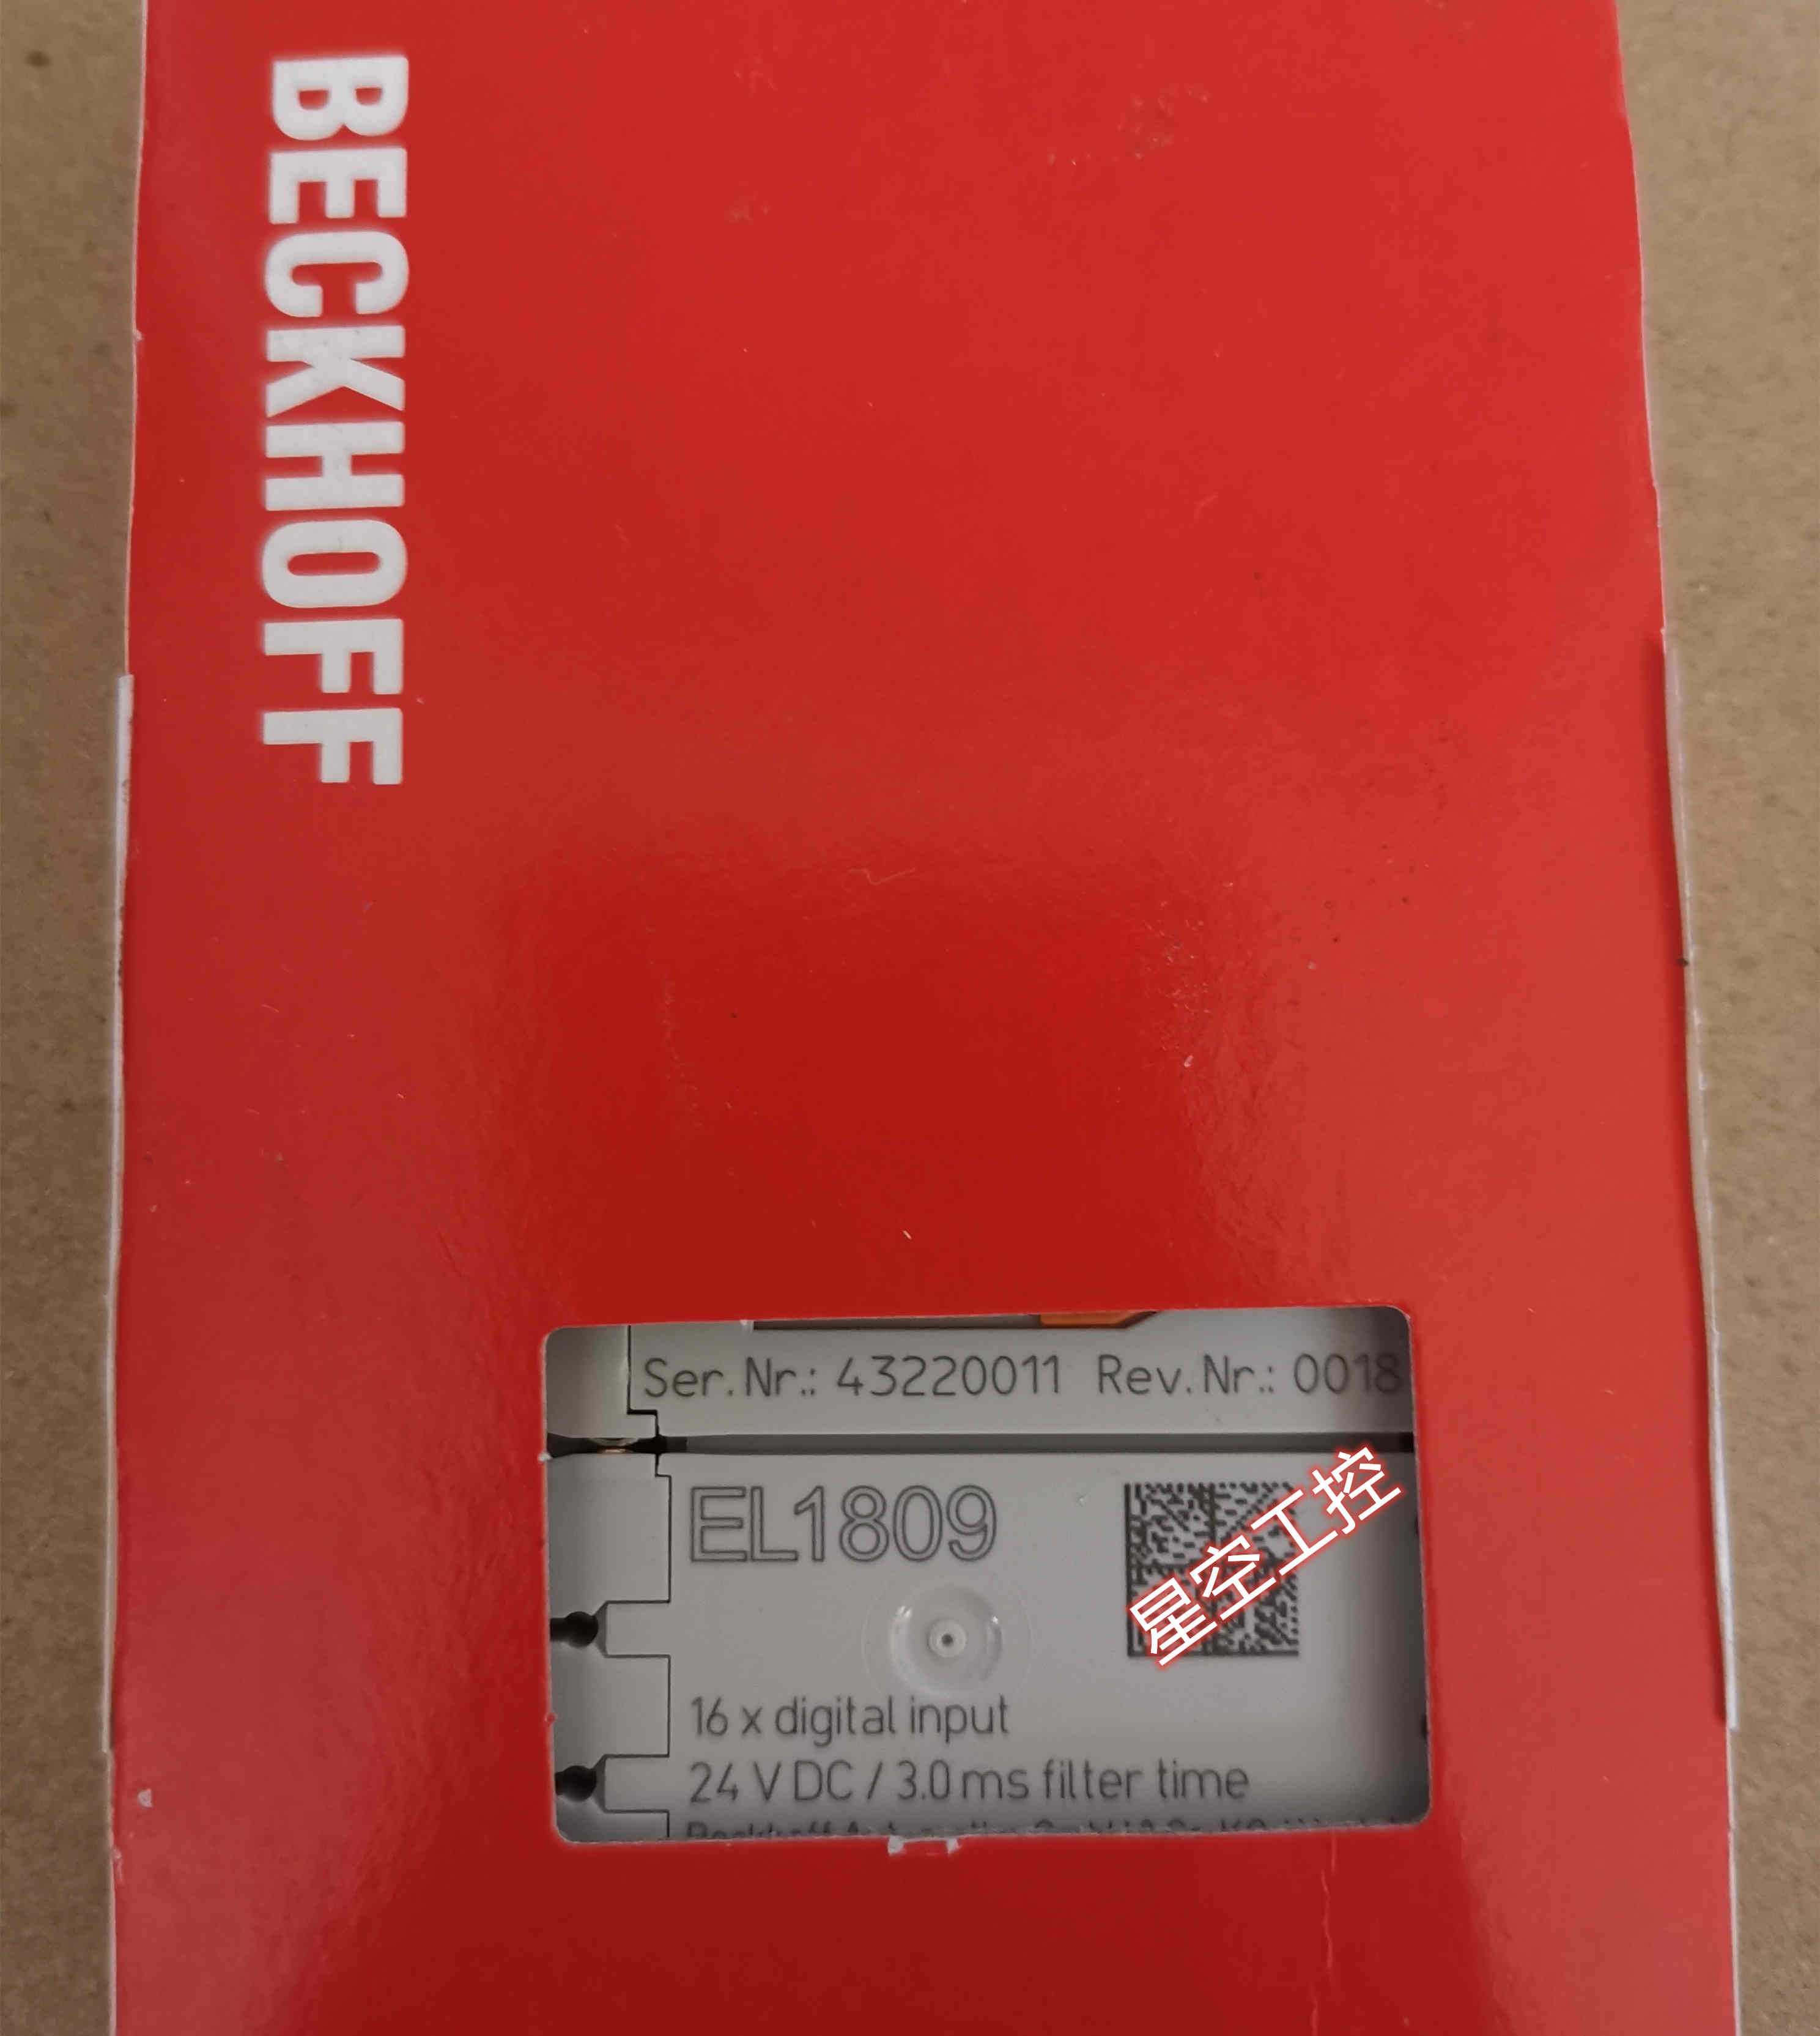 BECKHOFF
Ser.Nr.: 43220011 Rev.Nr.: 0018
EL1809
星空工控
16 x digital input
24 V DC / 3.0 ms filter time